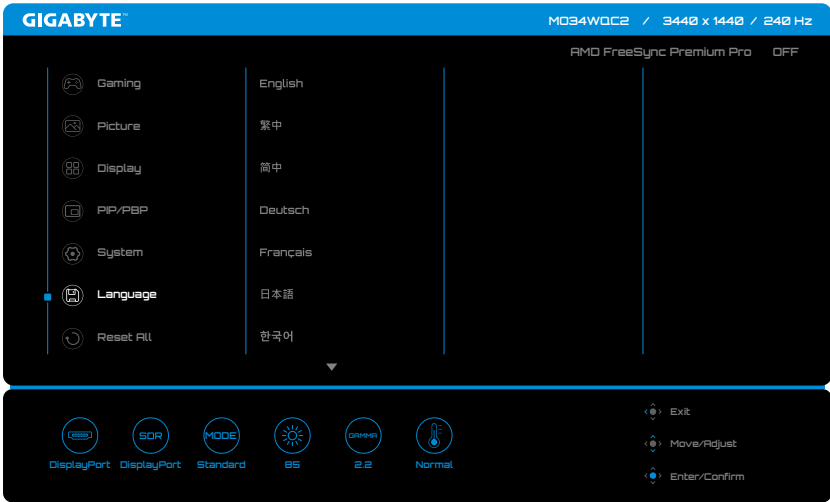 GIGABYTE™
MO34WQC2 / 3440 x 1440 / 240 Hz
AMD FreeSync Premium Pro OFF
Gaming
Picture
Display
PIP/PBP
System
Language
Reset All
English
繁中
简中
Deutsch
Français
日本語
한국어
SDR
MODE
GAMMA
DisplayPort
DisplayPort
Standard
85
2.2
Normal
Exit
Move/Adjust
Enter/Confirm